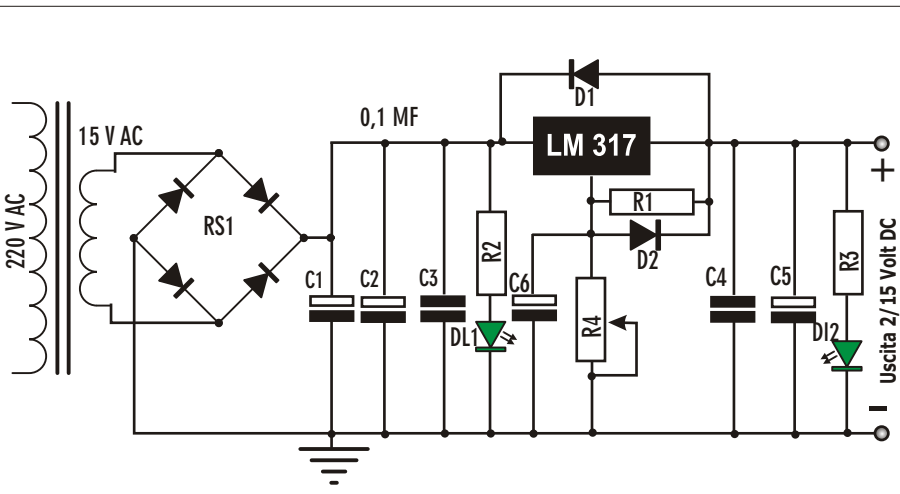 220 V AC
15 V AC
RS1
0,1 MF
C1
C2
C3
R2
DL1
C6
D1
LM 317
R1
D2
R4
C4
C5
R3
Dl2
+
Uscita 2/15 Volt DC
-